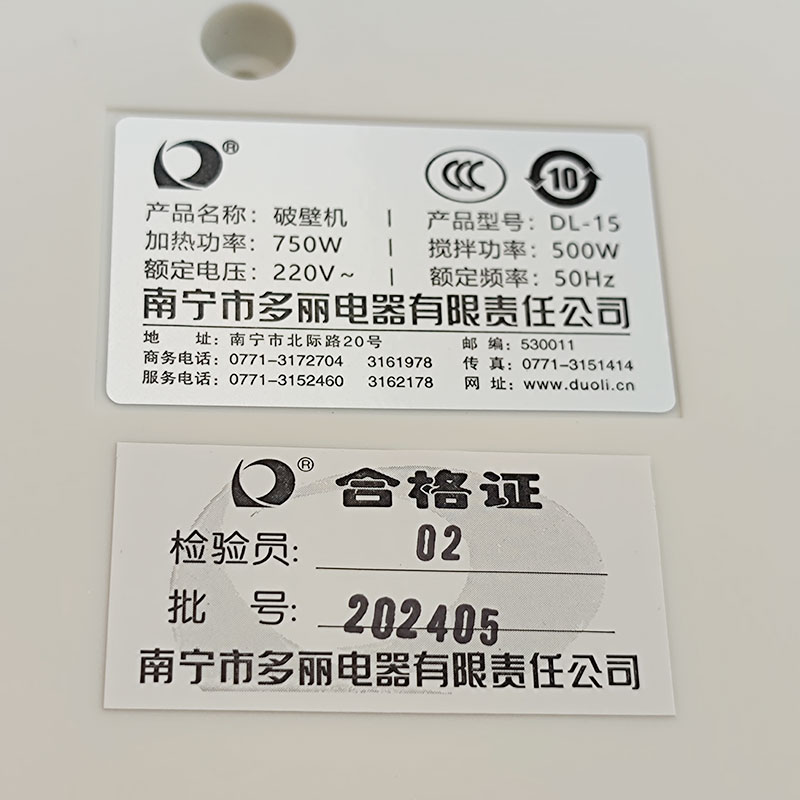 ®
CCC
10
产品名称：破壁机 | 产品型号：DL-15
加热功率：750W | 搅拌功率：500W
额定电压：220V~ | 额定频率：50Hz
南宁市多丽电器有限责任公司
地 址：南宁市北际路20号 邮 编：530011
商务电话：0771-3172704 3161978 传 真：0771-3151414
服务电话：0771-3152460 3162178 网 址：www.duoli.cn
® 合格证
检验员：02
批 号：202405
南宁市多丽电器有限责任公司